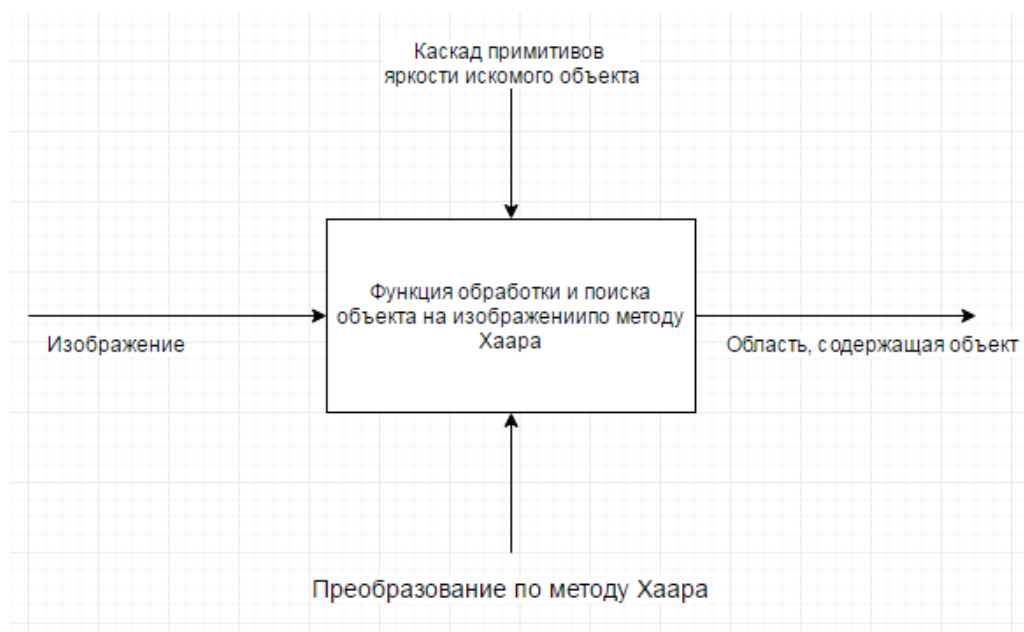 Каскад примитивов
яркости искомого объекта
Функция обработки и поиска
объекта на изображениипо методу
Хаара
Изображение
Область, содержащая объект
Преобразование по методу Хаара